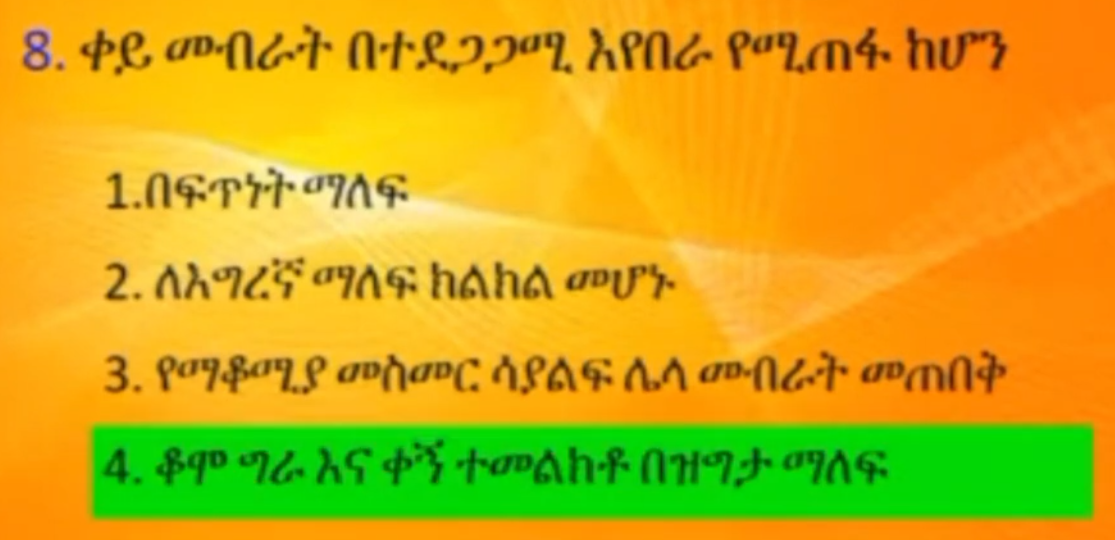 8. ቀይ መብራት በተደጋጋሚ እየበራ የሚጠፋ ከሆን
1.በፍጥነት ማለፍ
2. ለእግረኛ ማለፍ ክልክል መሆኑ
3. የማቆሚያ መስመር ሳያልፍ ሌላ መብራት መጠበቅ
4. ቆሞ ግራ እና ቀኝ ተመልክቶ በዝግታ ማለፍ